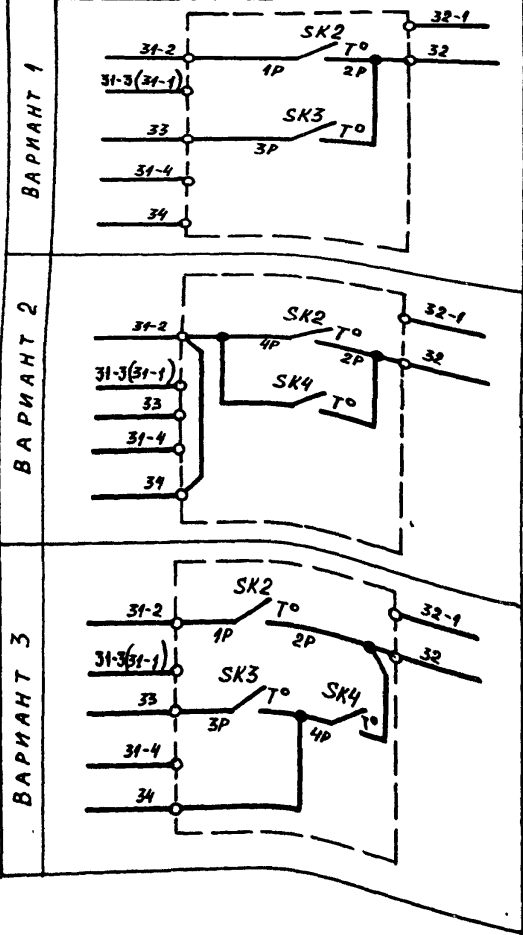 ВАРИАНТ 1
32-1
31-2
SK2
T°
32
1P
2P
31-3(31-1)
SK3
33
T°
3P
31-4
34
ВАРИАНТ 2
32-1
31-2
SK2
T°
4P
2P
32
31-3(31-1)
SK4
33
T°
31-4
34
ВАРИАНТ 3
SK2
31-2
T°
32-1
1P
2P
31-3(31-1)
32
SK3
33
T°
SK4
3P
4P
T°
31-4
34